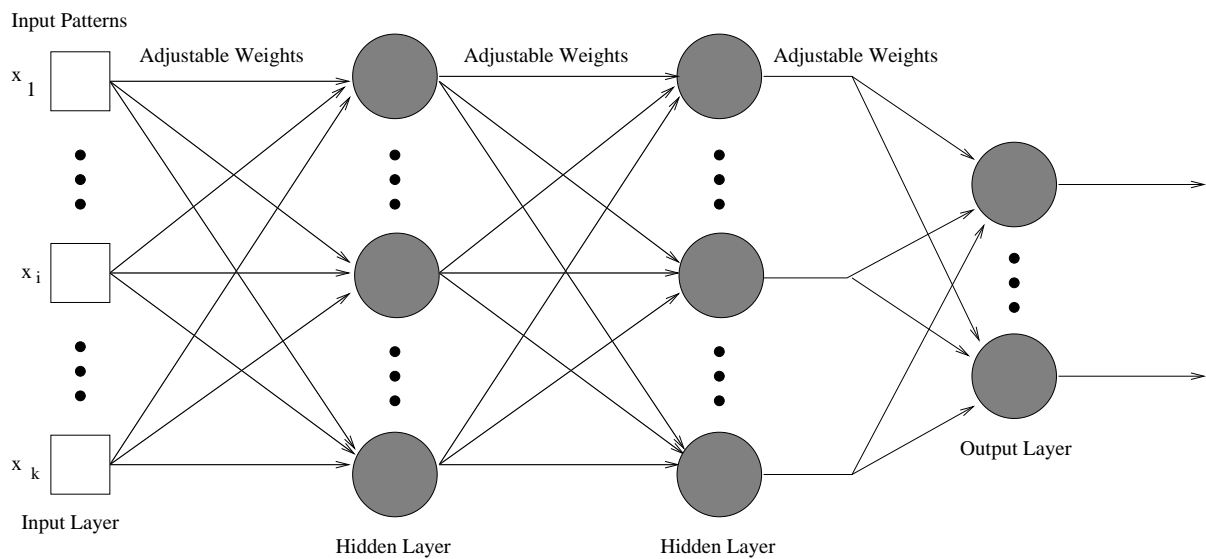 Input Patterns
Adjustable Weights
Adjustable Weights
Adjustable Weights
x 1
x i
x k
Output Layer
Input Layer
Hidden Layer
Hidden Layer